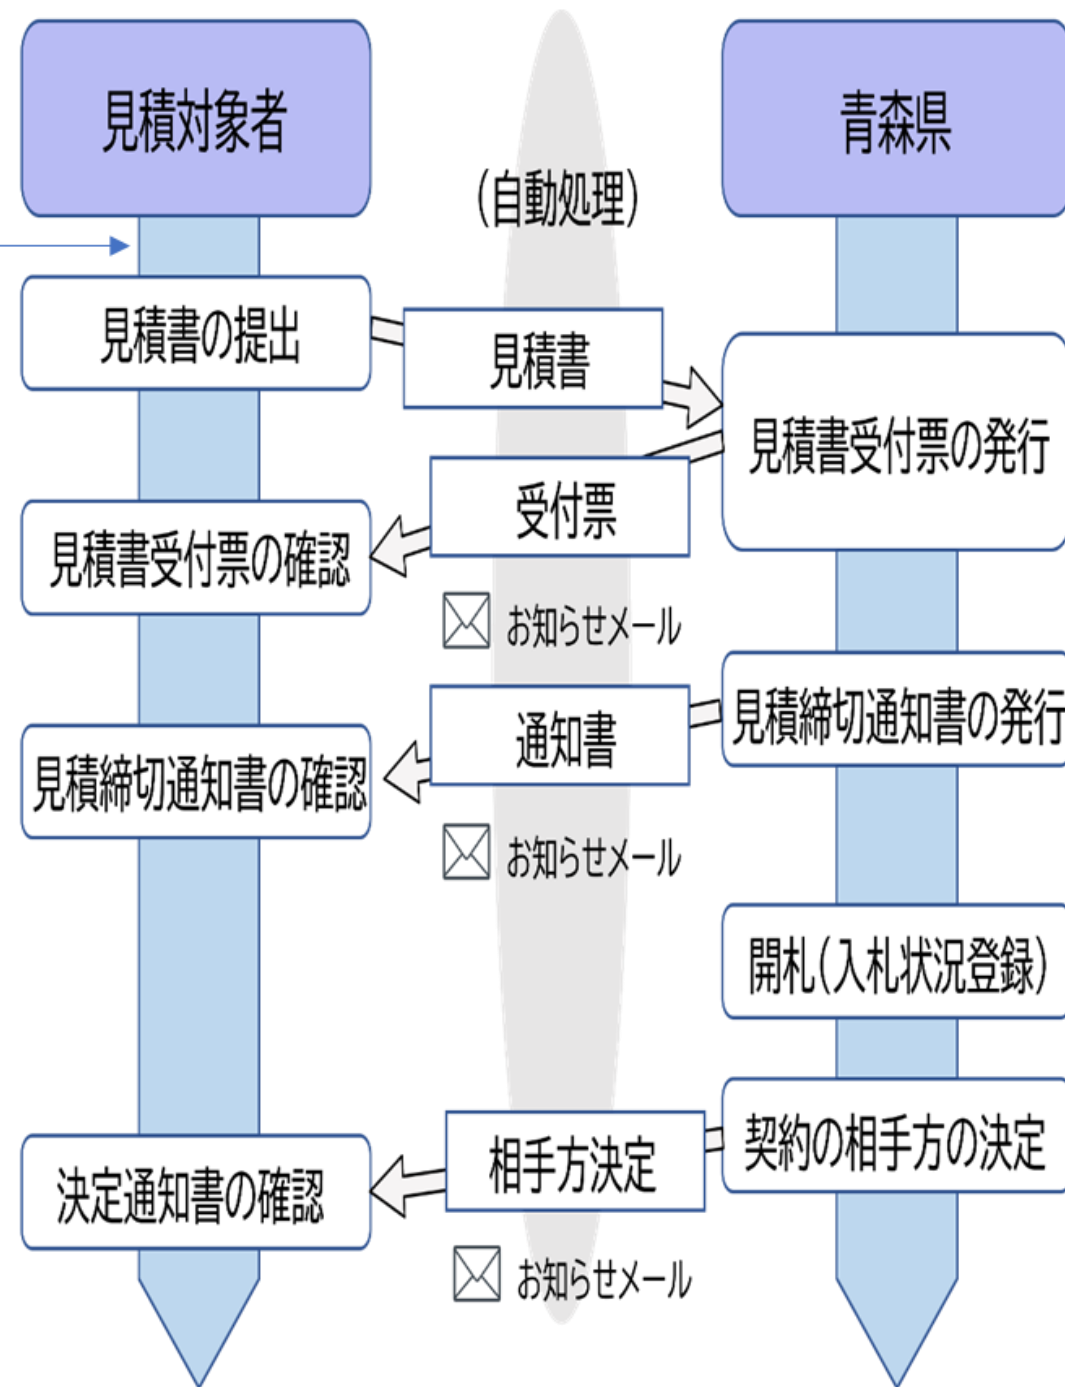 見積対象者
青森県
(自動処理)
見積書の提出
見積書
見積書受付票の発行
受付票
見積書受付票の確認
お知らせメール
見積締切通知書の発行
通知書
見積締切通知書の確認
お知らせメール
開札(入札状況登録)
契約の相手方の決定
相手方決定
決定通知書の確認
お知らせメール